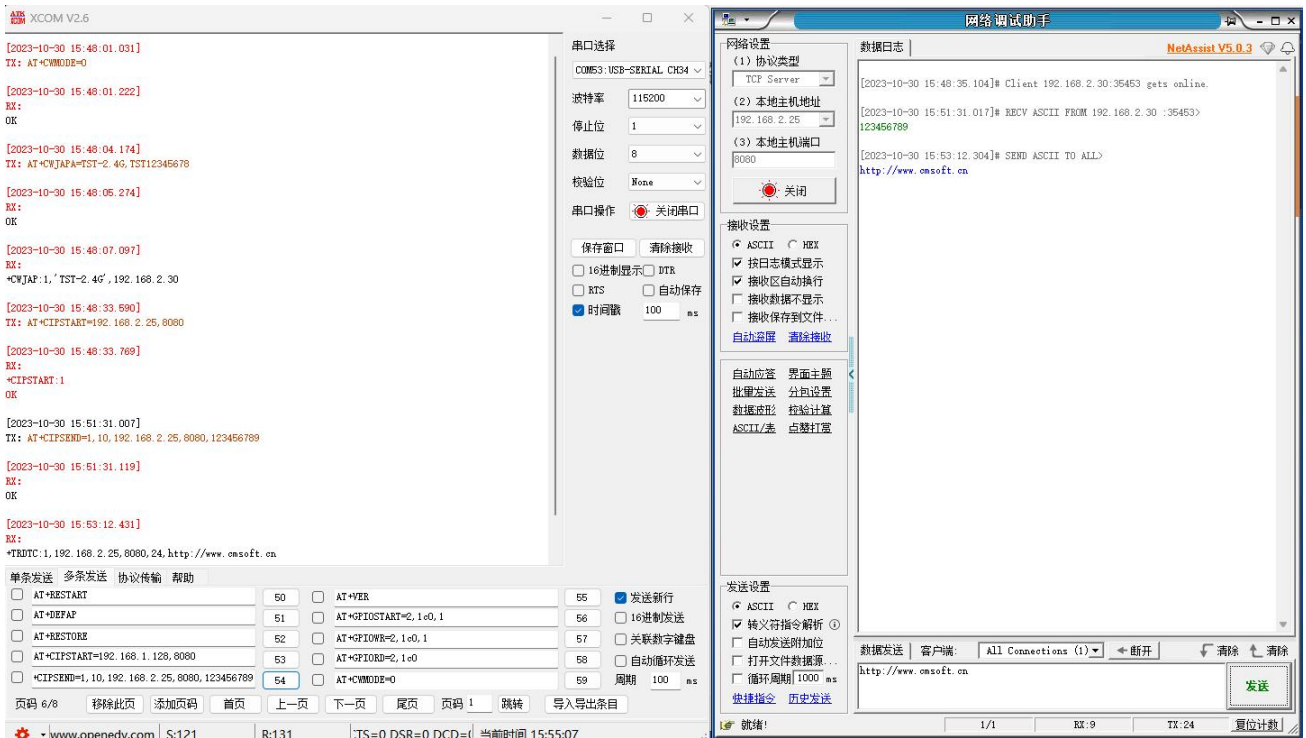 XCOM V2.6
[2023-10-30 15:48:01.031]
TX: AT+CWMODE=0
[2023-10-30 15:48:01.222]
RX:
OK
[2023-10-30 15:48:04.174]
TX: AT+CWJAPA=TST-2.4G,TST12345678
[2023-10-30 15:48:05.274]
RX:
OK
[2023-10-30 15:48:07.097]
RX:
+CWJAP:1,'TST-2.4G',192.168.2.30
[2023-10-30 15:48:33.590]
TX: AT+CIPSTART=192.168.2.25,8080
[2023-10-30 15:48:33.769]
RX:
+CIPSTART:1
OK
[2023-10-30 15:51:31.007]
TX: AT+CIPSEND=1,10,192.168.2.25,8080,123456789
[2023-10-30 15:51:31.119]
RX:
OK
[2023-10-30 15:53:12.431]
RX:
+TRDTC:1,192.168.2.25,8080,24,http://www.cmsoft.cn
串口选择
COM53:USB-SERIAL CH34
波特率 115200
停止位 1
数据位 8
校验位 None
串口操作 关闭串口
保存窗口 清除接收
16进制显示 DTR
RTS 自动保存
时间戳 100 ms
单条发送 多条发送 协议传输 帮助
AT+RESTART 50 AT+VER 55 发送新行
AT+DEFAP 51 AT+GPIOSTART=2,1c0,1 56 16进制发送
AT+RESTORE 52 AT+GPIOWR=2,1c0,1 57 关联数字键盘
AT+CIPSTART=192.168.1.128,8080 53 AT+GPIORD=2,1c0 58 自动循环发送
+CIPSEND=1,10,192.168.2.25,8080,123456789 54 AT+CWMODE=0 59 周期 100 ms
页码 6/8 移除此页 添加页码 首页 上一页 下一页 尾页 页码 1 跳转 导入导出条目
www.openedv.com S:121 R:131 CTS=0 DSR=0 DCD=( 当前时间 15:55:07
网络调试助手
网络设置
(1) 协议类型
TCP Server
(2) 本地主机地址
192.168.2.25
(3) 本地主机端口
8080
关闭
接收设置
ASCII HEX
按日志模式显示
接收区自动换行
接收数据不显示
接收保存到文件...
自动滚屏 清除接收
自动应答 界面主题
批量发送 分包设置
数据波形 校验计算
ASCII/表 点赞打赏
发送设置
ASCII HEX
转义符指令解析
自动发送附加位
打开文件数据源...
循环周期 1000 ms
快捷指令 历史发送
数据日志 NetAssist V5.0.3
[2023-10-30 15:48:35.104]# Client 192.168.2.30:35453 gets online.
[2023-10-30 15:51:31.017]# RECV ASCII FROM 192.168.2.30 :35453>
123456789
[2023-10-30 15:53:12.304]# SEND ASCII TO ALL>
http://www.cmsoft.cn
数据发送 客户端: All Connections (1) 断开 清除 清除
http://www.cmsoft.cn
发送
就绪! 1/1 RX:9 TX:24 复位计数